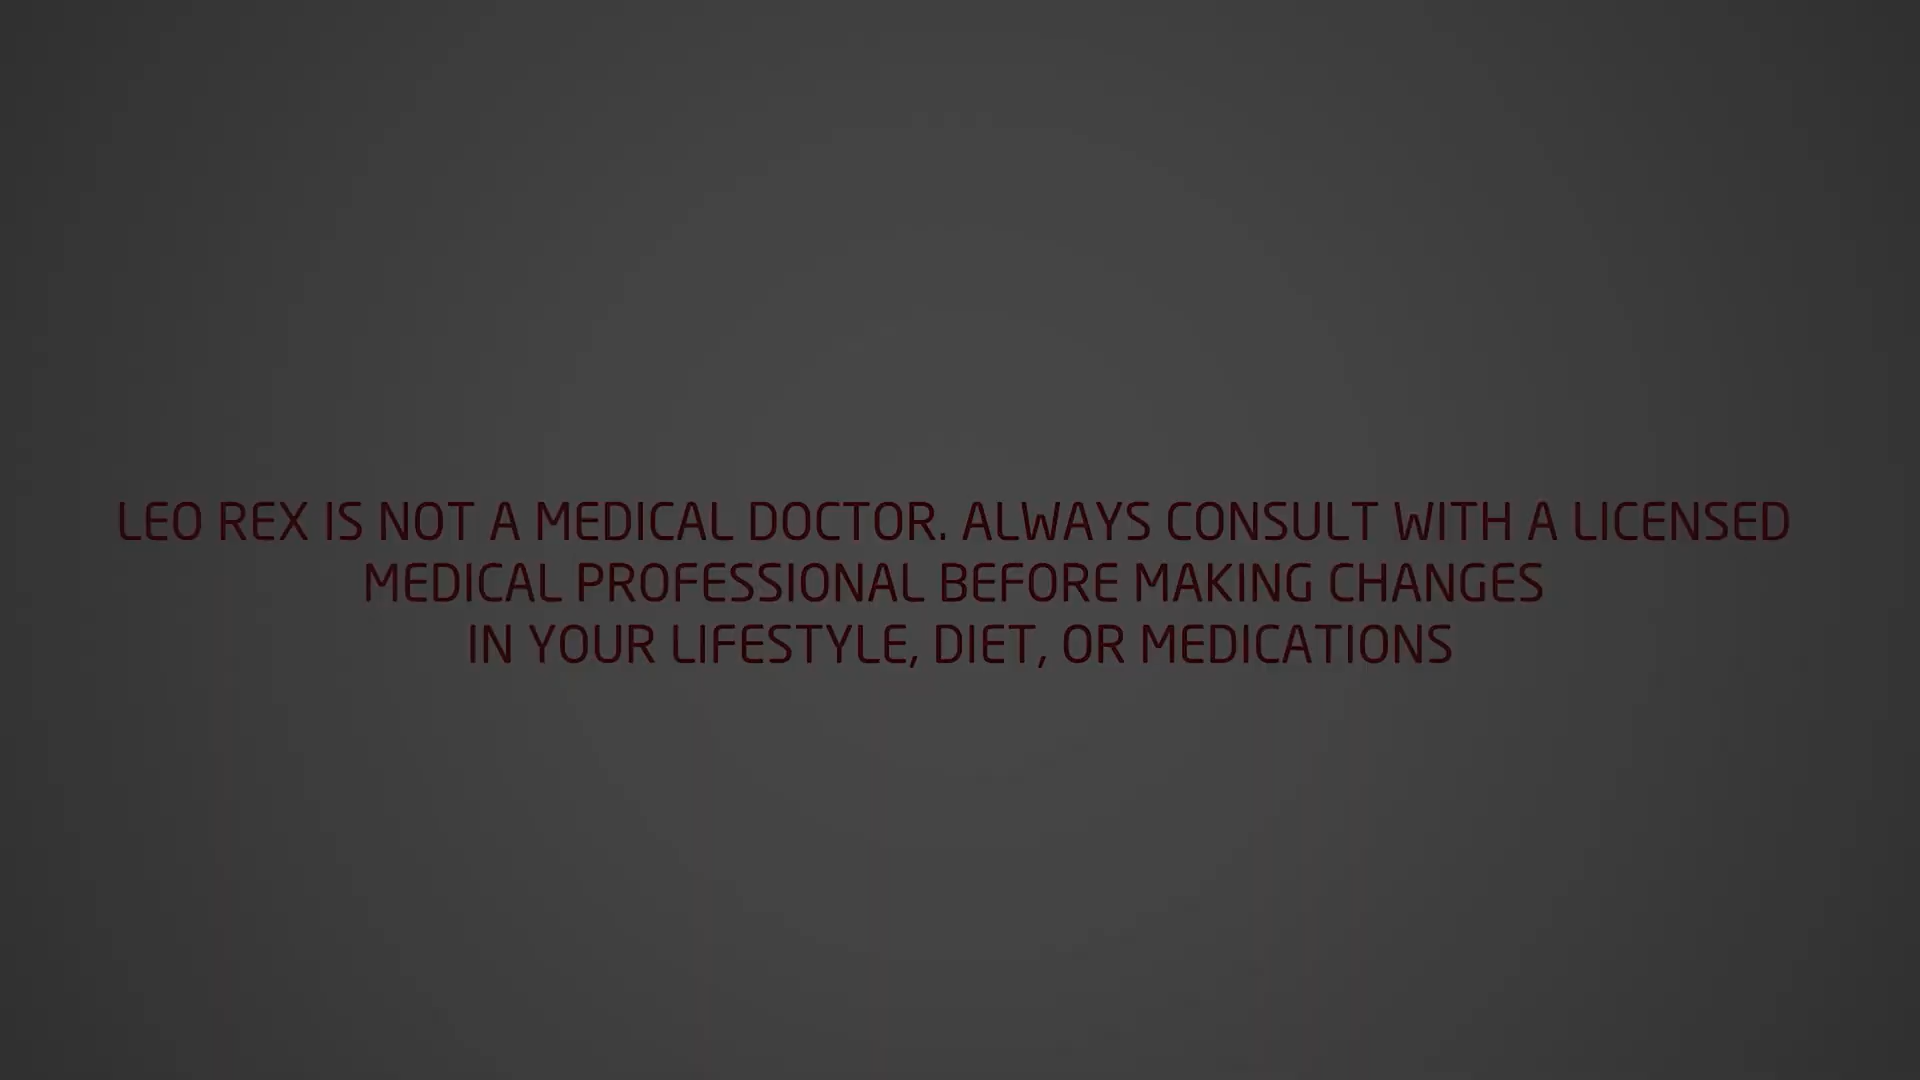 LEO REX IS NOT A MEDICAL DOCTOR. ALWAYS CONSULT WITH A LICENSED
MEDICAL PROFESSIONAL BEFORE MAKING CHANGES
IN YOUR LIFESTYLE, DIET, OR MEDICATIONS